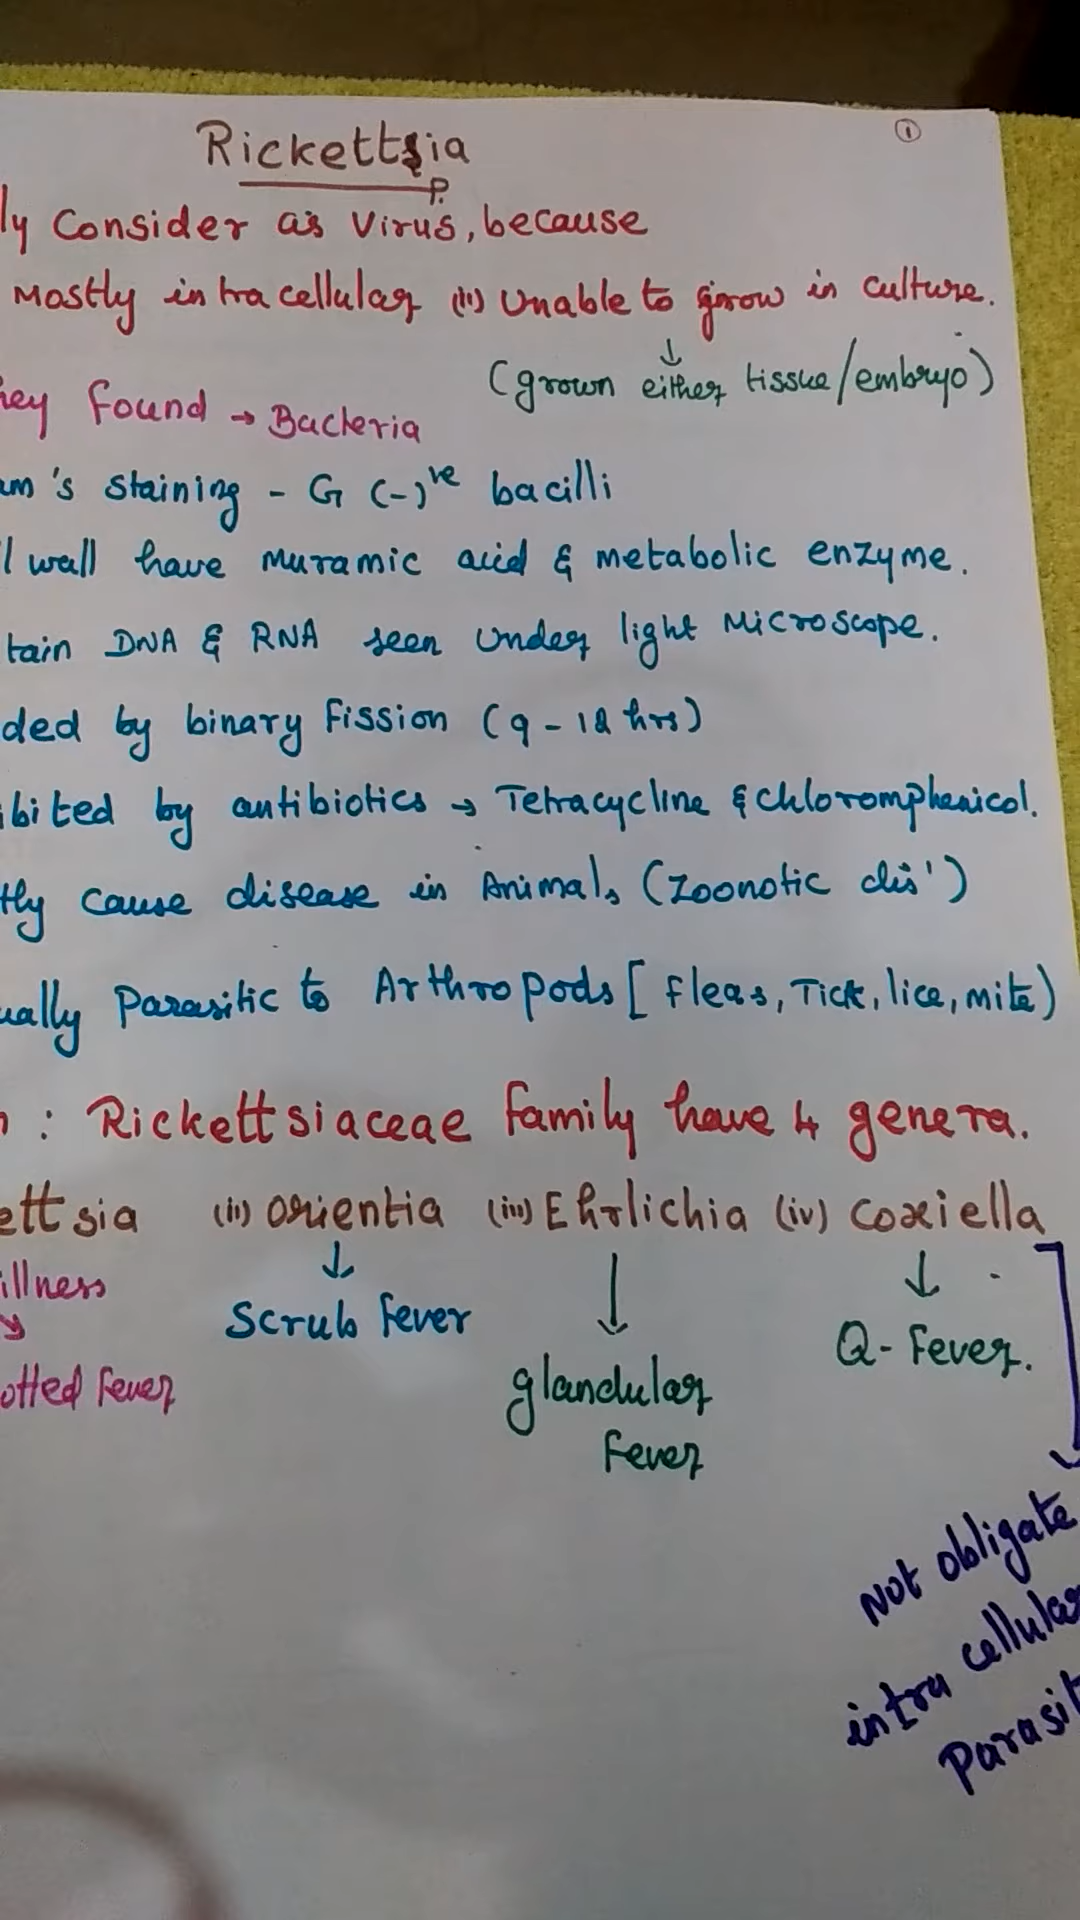 ①
Rickettsia
P.
ly Consider as Virus, because
Mostly intracellular (ii) Unable to grow in culture.
↓
(grown either tissue/embryo)
hey found → Bacteria
am's staining - G (-)ve bacilli
l wall have Muramic acid & metabolic enzyme.
tain DNA & RNA seen Under light Microscope.
ded by binary Fission (9-12 hrs)
ibited by antibiotics → Tetracycline & Chloromphenicol.
tly cause disease in Animals (Zoonotic dis')
ually Parasitic to Arthropods [Fleas, Tick, lice, mite)
n : Rickettsiaceae Family have 4 genera.
ettsia (ii) Orientia (iii) Ehrlichia (iv) Coxiella
illness
Scrub Fever
Q-Fever.
otted Fever
glandular
Fever
Not obligate
intra cellular
Parasit